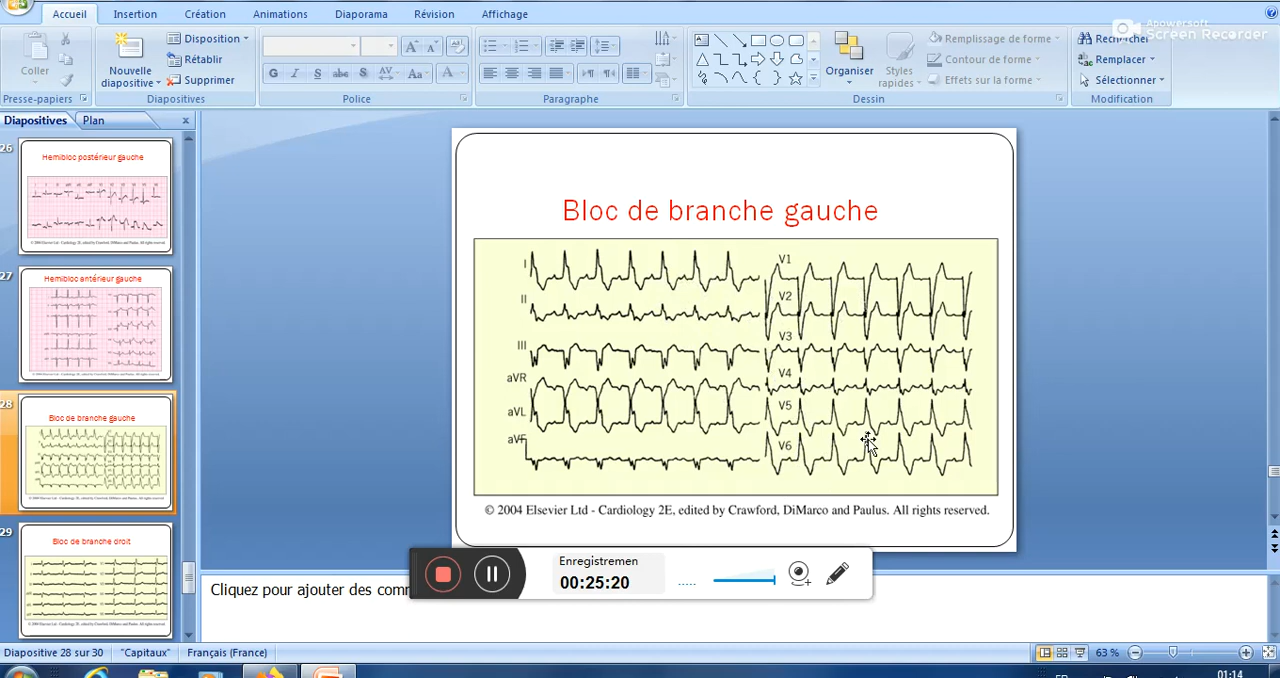 Accueil Insertion Création Animations Diaporama Révision Affichage
Apowersoft
Screen Recorder
Coller
Nouvelle
diapositive
Disposition
Rétablir
Supprimer
G I S abc S AV Aa A
Organiser
Styles
rapides
Remplissage de forme
Contour de forme
Effets sur la forme
Rechercher
Remplacer
Sélectionner
Presse-papiers Diapositives Police Paragraphe Dessin Modification
Diapositives Plan
26
Hemibloc postérieur gauche
27
Hemibloc antérieur gauche
28
Bloc de branche gauche
29
Bloc de branche droit
Bloc de branche gauche
I
II
III
aVR
aVL
aVF
V1
V2
V3
V4
V5
V6
© 2004 Elsevier Ltd - Cardiology 2E, edited by Crawford, DiMarco and Paulus. All rights reserved.
Enregistremen
00:25:20
Cliquez pour ajouter des comm
Diapositive 28 sur 30 "Capitaux" Français (France) 63 %
01:14